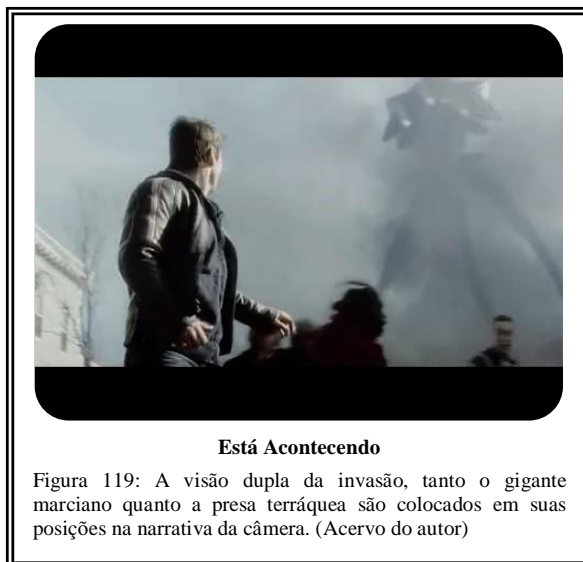 Está Acontecendo
Figura 119: A visão dupla da invasão, tanto o gigante
marciano quanto a presa terráquea são colocados em suas
posições na narrativa da câmera. (Acervo do autor)